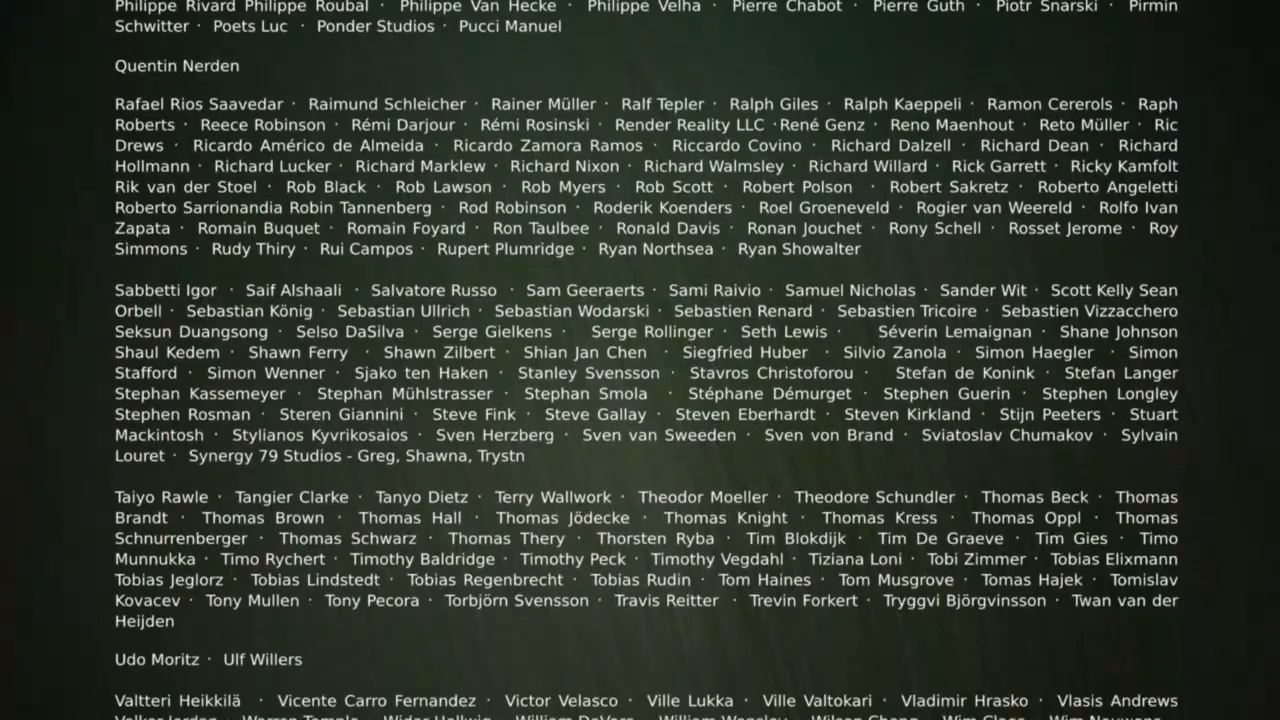 Philippe Rivard Philippe Roubal · Philippe Van Hecke · Philippe Velha · Pierre Chabot · Pierre Guth · Piotr Snarski · Pirmin
Schwitter · Poets Luc · Ponder Studios · Pucci Manuel
Quentin Nerden
Rafael Rios Saavedar · Raimund Schleicher · Rainer Müller · Ralf Tepler · Ralph Giles · Ralph Kaeppeli · Ramon Cererols · Raph
Roberts · Reece Robinson · Rémi Darjour · Rémi Rosinski · Render Reality LLC ·René Genz · Reno Maenhout · Reto Müller · Ric
Drews · Ricardo Américo de Almeida · Ricardo Zamora Ramos · Riccardo Covino · Richard Dalzell · Richard Dean · Richard
Hollmann · Richard Lucker · Richard Marklew · Richard Nixon · Richard Walmsley · Richard Willard · Rick Garrett · Ricky Kamfolt
Rik van der Stoel · Rob Black · Rob Lawson · Rob Myers · Rob Scott · Robert Polson · Robert Sakretz · Roberto Angeletti
Roberto Sarrionandia Robin Tannenberg · Rod Robinson · Roderik Koenders · Roel Groeneveld · Rogier van Weereld · Rolfo Ivan
Zapata · Romain Buquet · Romain Foyard · Ron Taulbee · Ronald Davis · Ronan Jouchet · Rony Schell · Rosset Jerome · Roy
Simmons · Rudy Thiry · Rui Campos · Rupert Plumridge · Ryan Northsea · Ryan Showalter
Sabbetti Igor · Saif Alshaali · Salvatore Russo · Sam Geeraerts · Sami Raivio · Samuel Nicholas · Sander Wit · Scott Kelly Sean
Orbell · Sebastian König · Sebastian Ullrich · Sebastian Wodarski · Sebastien Renard · Sebastien Tricoire · Sebastien Vizzacchero
Seksun Duangsong · Selso DaSilva · Serge Gielkens · Serge Rollinger · Seth Lewis · Séverin Lemaignan · Shane Johnson
Shaul Kedem · Shawn Ferry · Shawn Zilbert · Shian Jan Chen · Siegfried Huber · Silvio Zanola · Simon Haegler · Simon
Stafford · Simon Wenner · Sjako ten Haken · Stanley Svensson · Stavros Christoforou · Stefan de Konink · Stefan Langer
Stephan Kassemeyer · Stephan Mühlstrasser · Stephan Smola · Stéphane Démurget · Stephen Guerin · Stephen Longley
Stephen Rosman · Steren Giannini · Steve Fink · Steve Gallay · Steven Eberhardt · Steven Kirkland · Stijn Peeters · Stuart
Mackintosh · Stylianos Kyvrikosaios · Sven Herzberg · Sven van Sweeden · Sven von Brand · Sviatoslav Chumakov · Sylvain
Louret · Synergy 79 Studios - Greg, Shawna, Trystn
Taiyo Rawle · Tangier Clarke · Tanyo Dietz · Terry Wallwork · Theodor Moeller · Theodore Schundler · Thomas Beck · Thomas
Brandt · Thomas Brown · Thomas Hall · Thomas Jödecke · Thomas Knight · Thomas Kress · Thomas Oppl · Thomas
Schnurrenberger · Thomas Schwarz · Thomas Thery · Thorsten Ryba · Tim Blokdijk · Tim De Graeve · Tim Gies · Timo
Munnukka · Timo Rychert · Timothy Baldridge · Timothy Peck · Timothy Vegdahl · Tiziana Loni · Tobi Zimmer · Tobias Elixmann
Tobias Jeglorz · Tobias Lindstedt · Tobias Regenbrecht · Tobias Rudin · Tom Haines · Tom Musgrove · Tomas Hajek · Tomislav
Kovacev · Tony Mullen · Tony Pecora · Torbjörn Svensson · Travis Reitter · Trevin Forkert · Tryggvi Björgvinsson · Twan van der
Heijden
Udo Moritz · Ulf Willers
Valtteri Heikkilä · Vicente Carro Fernandez · Victor Velasco · Ville Lukka · Ville Valtokari · Vladimir Hrasko · Vlasis Andrews